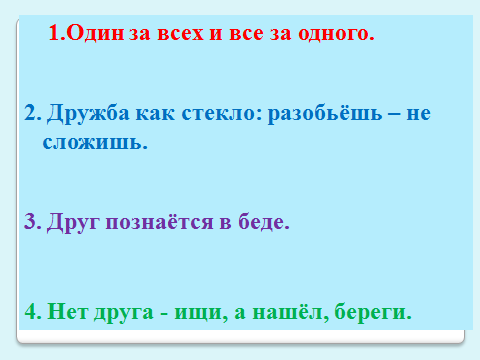 1.Один за всех и все за одного.
2. Дружба как стекло: разобьёшь – не
сложишь.
3. Друг познаётся в беде.
4. Нет друга - ищи, а нашёл, береги.